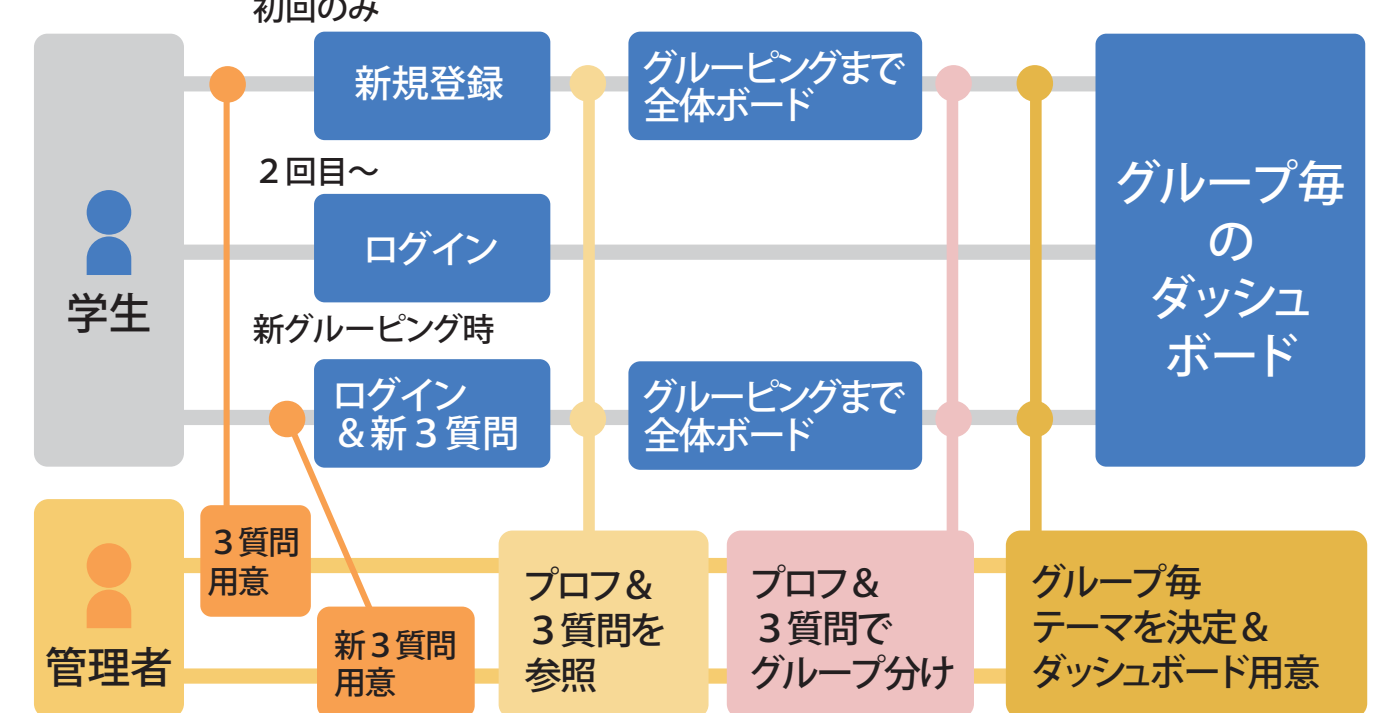 初回のみ
新規登録
グルーピングまで
全体ボード
2回目～
ログイン
新グルーピング時
ログイン
&新3質問
グルーピングまで
全体ボード
グループ毎
の
ダッシュ
ボード
学生
管理者
3質問
用意
新3質問
用意
プロフ&
3質問を
参照
プロフ&
3質問で
グループ分け
グループ毎
テーマを決定&
ダッシュボード用意